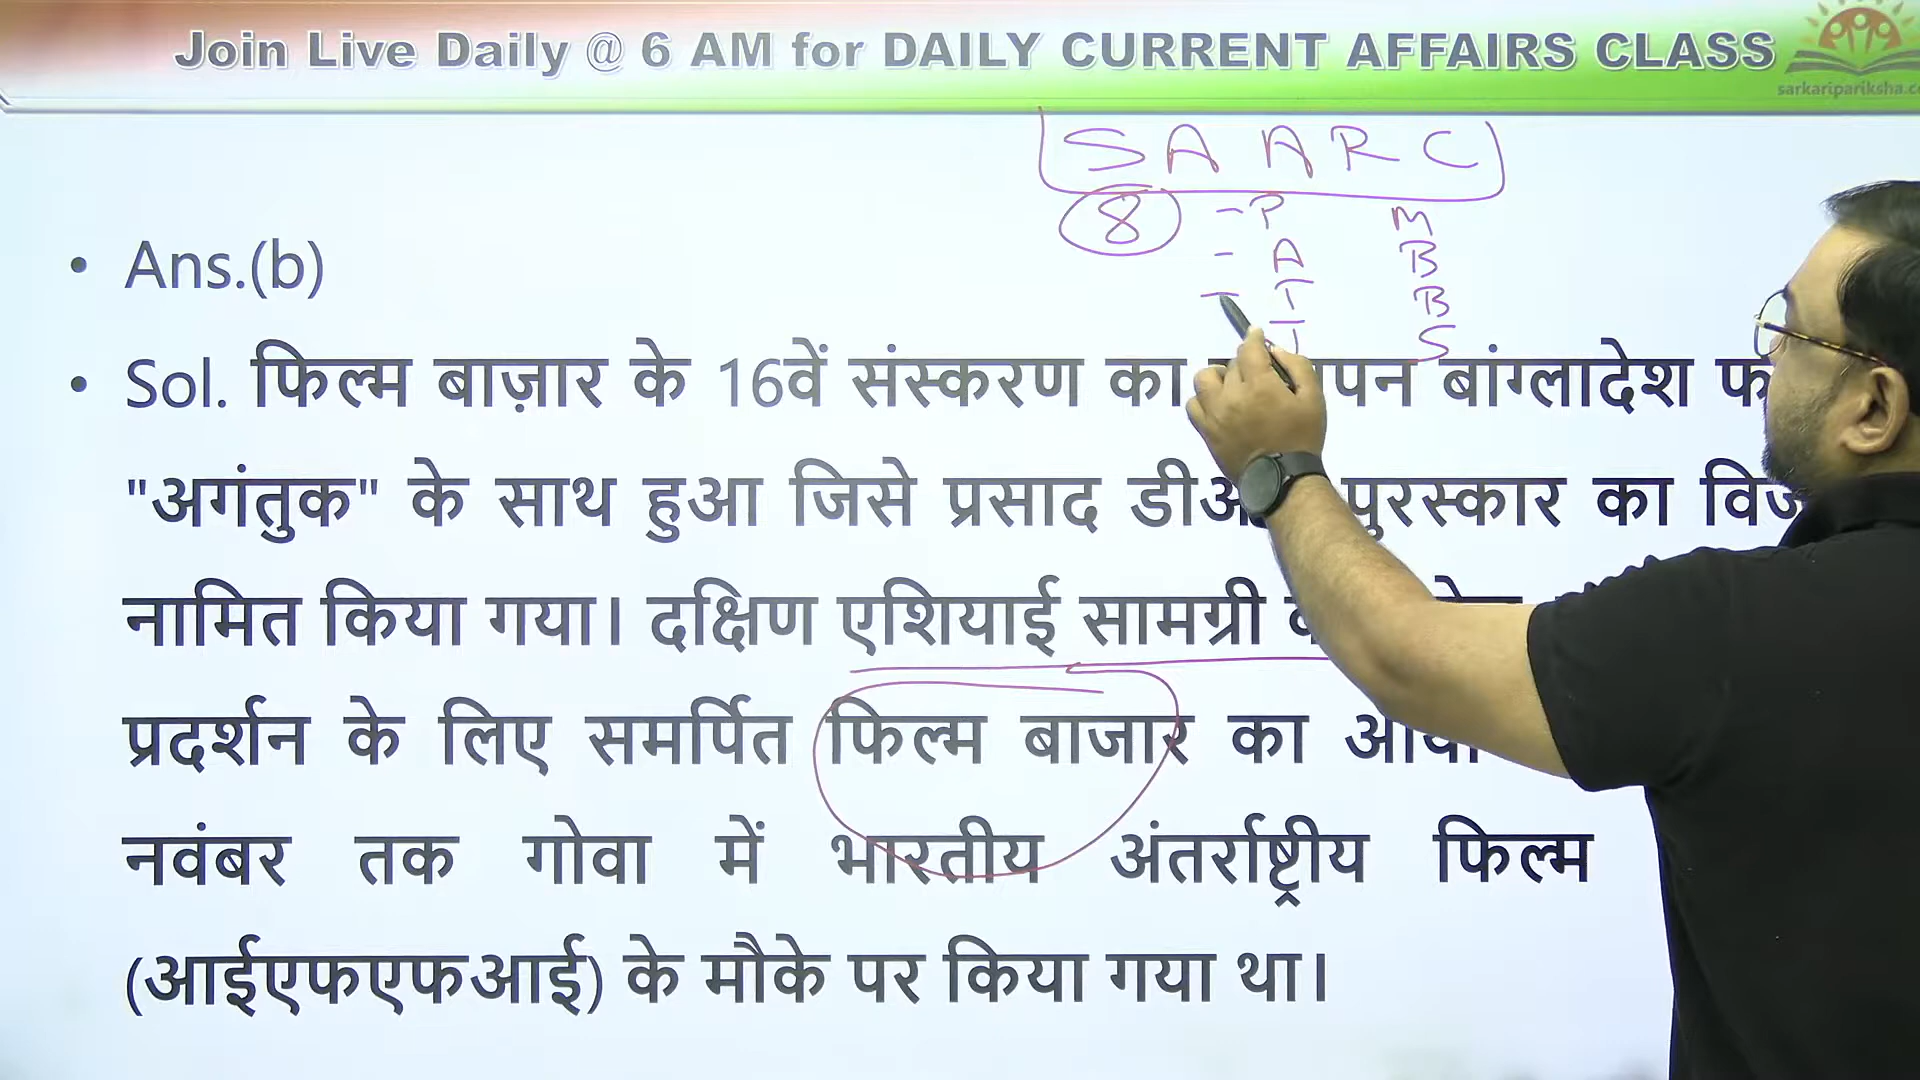 Join Live Daily @ 6 AM for DAILY CURRENT AFFAIRS CLASS
SAARC
8 - P M
- A B
B
S
• Ans.(b)
• Sol. फिल्म बाज़ार के 16वें संस्करण का बांग्लादेश
"अगंतुक" के साथ हुआ जिसे प्रसाद पुरस्कार का
नामित किया गया। दक्षिण एशियाई सामग्री
प्रदर्शन के लिए समर्पित फिल्म बाजार का
नवंबर तक गोवा में भारतीय अंतर्राष्ट्रीय फिल्म
(आईएफएफआई) के मौके पर किया गया था।